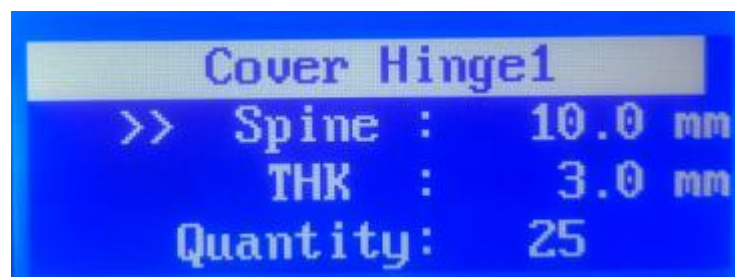 Cover Hinge1
>> Spine : 10.0 mm
THK : 3.0 mm
Quantity: 25